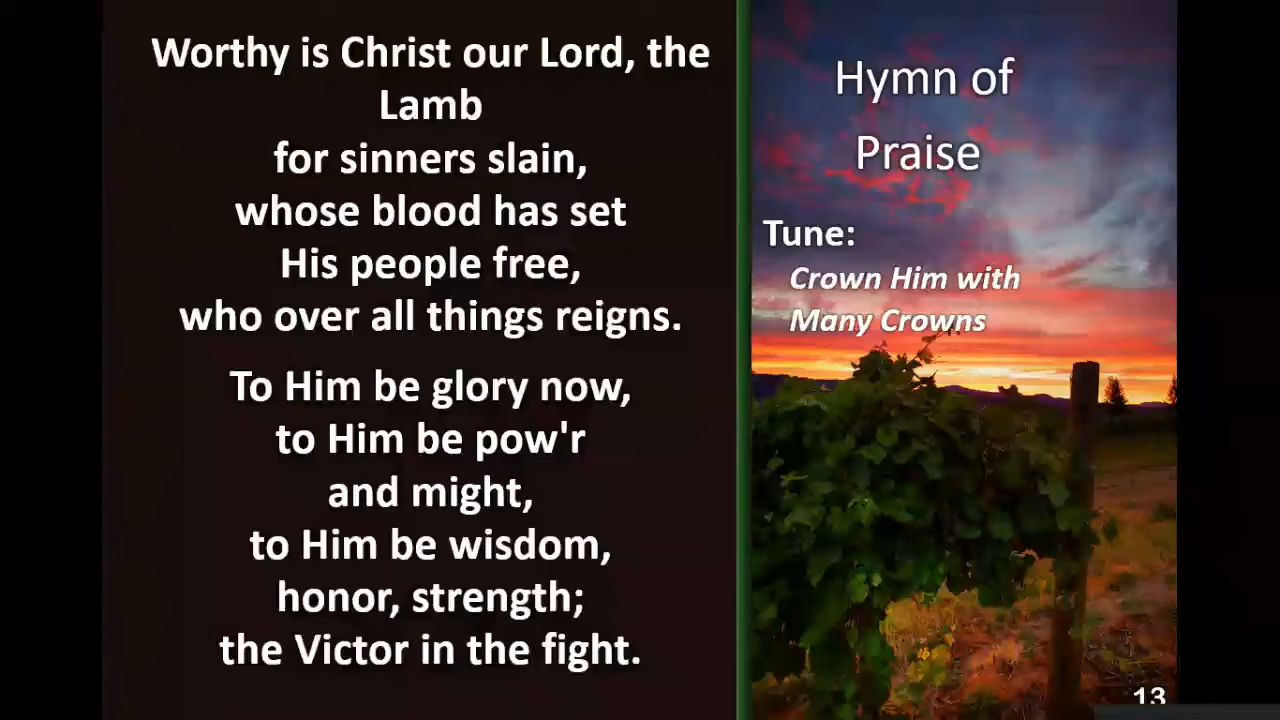 Worthy is Christ our Lord, the
Lamb
for sinners slain,
whose blood has set
His people free,
who over all things reigns.
To Him be glory now,
to Him be pow'r
and might,
to Him be wisdom,
honor, strength;
the Victor in the fight.
Hymn of
Praise
Tune:
Crown Him with
Many Crowns
13